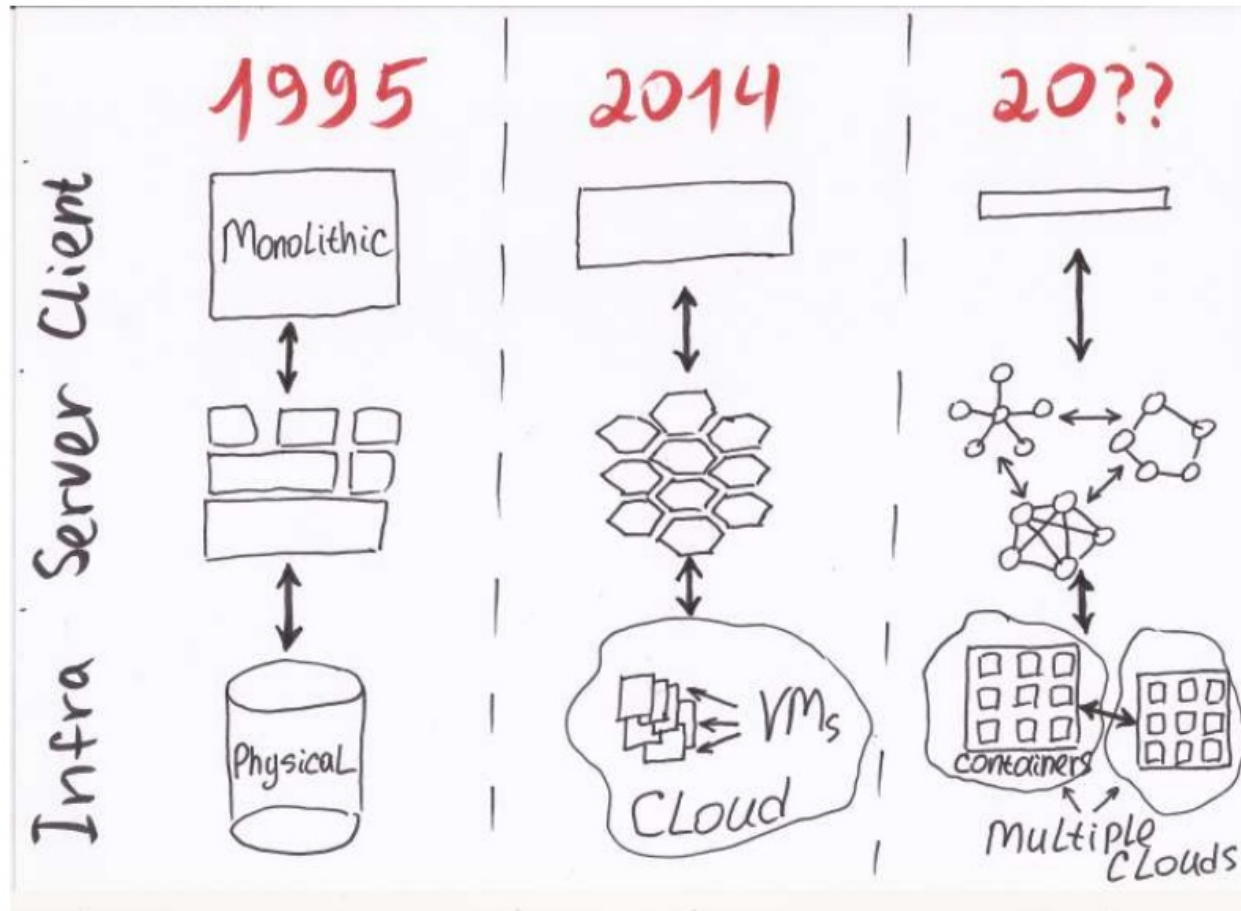 1995
2014
20??
Client
Server
Infra
Monolithic
Physical
VMs
Cloud
containers
Multiple
Clouds